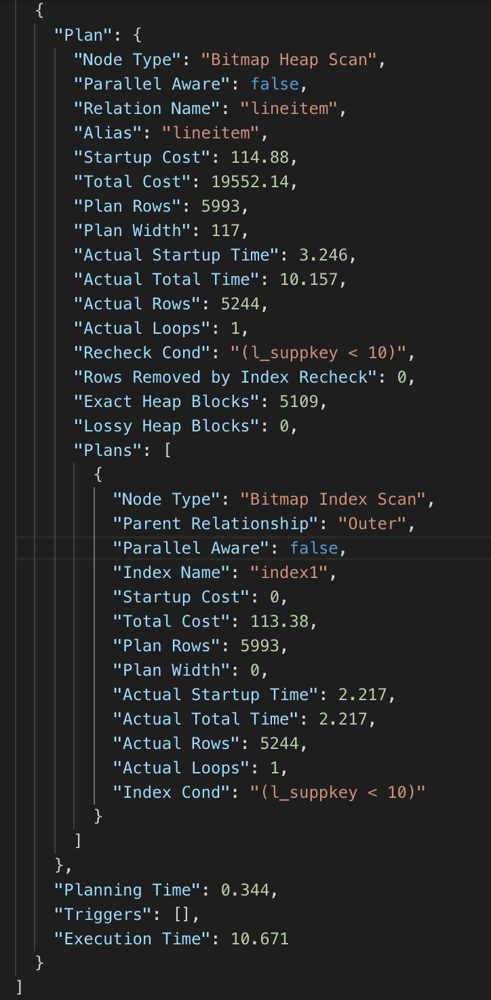 {
"Plan": {
"Node Type": "Bitmap Heap Scan",
"Parallel Aware": false,
"Relation Name": "lineitem",
"Alias": "lineitem",
"Startup Cost": 114.88,
"Total Cost": 19552.14,
"Plan Rows": 5993,
"Plan Width": 117,
"Actual Startup Time": 3.246,
"Actual Total Time": 10.157,
"Actual Rows": 5244,
"Actual Loops": 1,
"Recheck Cond": "(l_suppkey < 10)",
"Rows Removed by Index Recheck": 0,
"Exact Heap Blocks": 5109,
"Lossy Heap Blocks": 0,
"Plans": [
{
"Node Type": "Bitmap Index Scan",
"Parent Relationship": "Outer",
"Parallel Aware": false,
"Index Name": "index1",
"Startup Cost": 0,
"Total Cost": 113.38,
"Plan Rows": 5993,
"Plan Width": 0,
"Actual Startup Time": 2.217,
"Actual Total Time": 2.217,
"Actual Rows": 5244,
"Actual Loops": 1,
"Index Cond": "(l_suppkey < 10)"
}
]
},
"Planning Time": 0.344,
"Triggers": [],
"Execution Time": 10.671
}
]